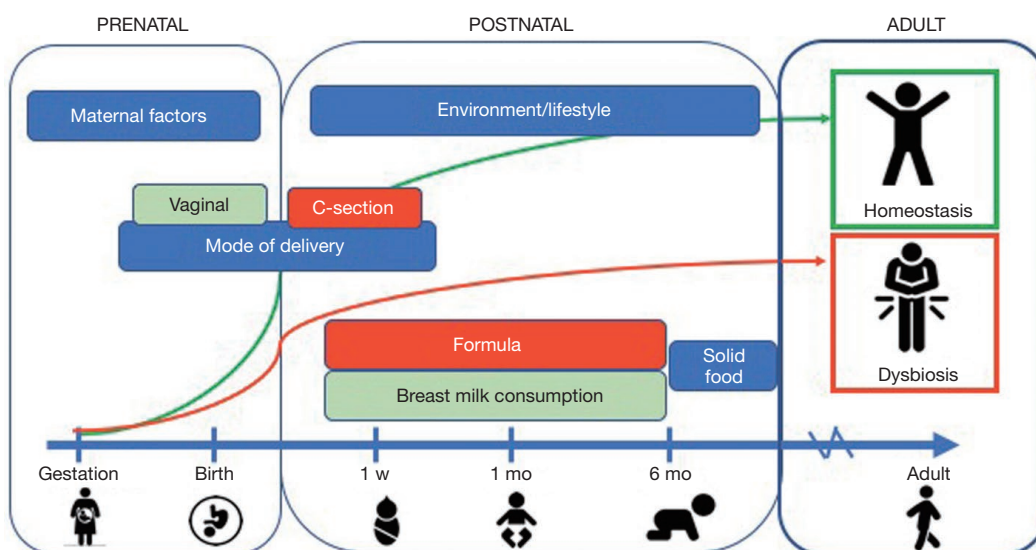 PRENATAL
POSTNATAL
ADULT
Maternal factors
Environment/lifestyle
Vaginal
C-section
Mode of delivery
Homeostasis
Formula
Solid
food
Breast milk consumption
Dysbiosis
Gestation
Birth
1 w
1 mo
6 mo
Adult